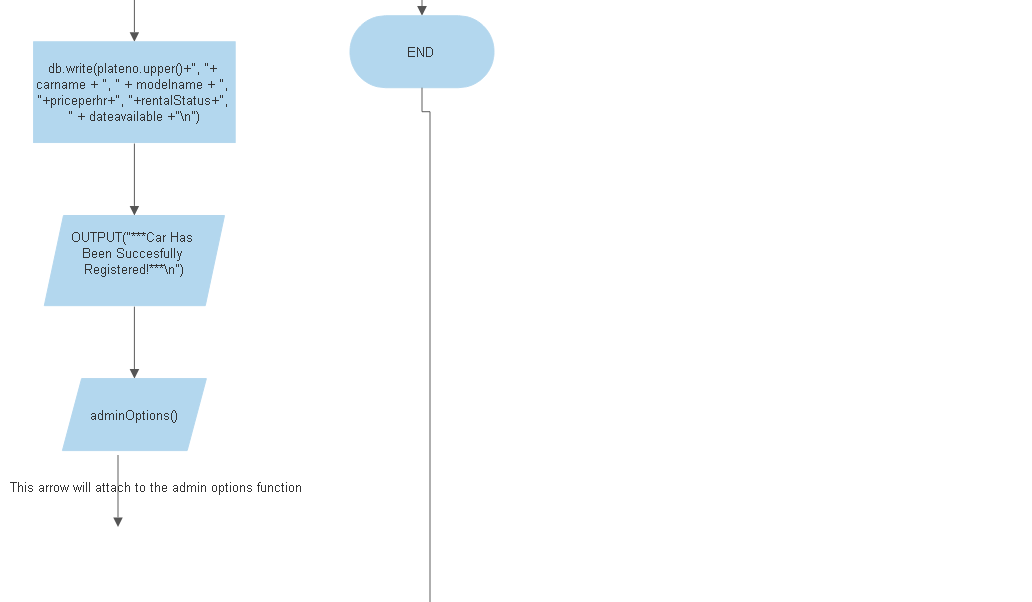 db.write(plateno.upper()+", "+
carname + ", " + modelname + ",
"+priceperhr+", "+rentalStatus+",
" + dateavailable +"\n")
END
OUTPUT("***Car Has
Been Succesfully
Registered!***\n")
adminOptions()
This arrow will attach to the admin options function